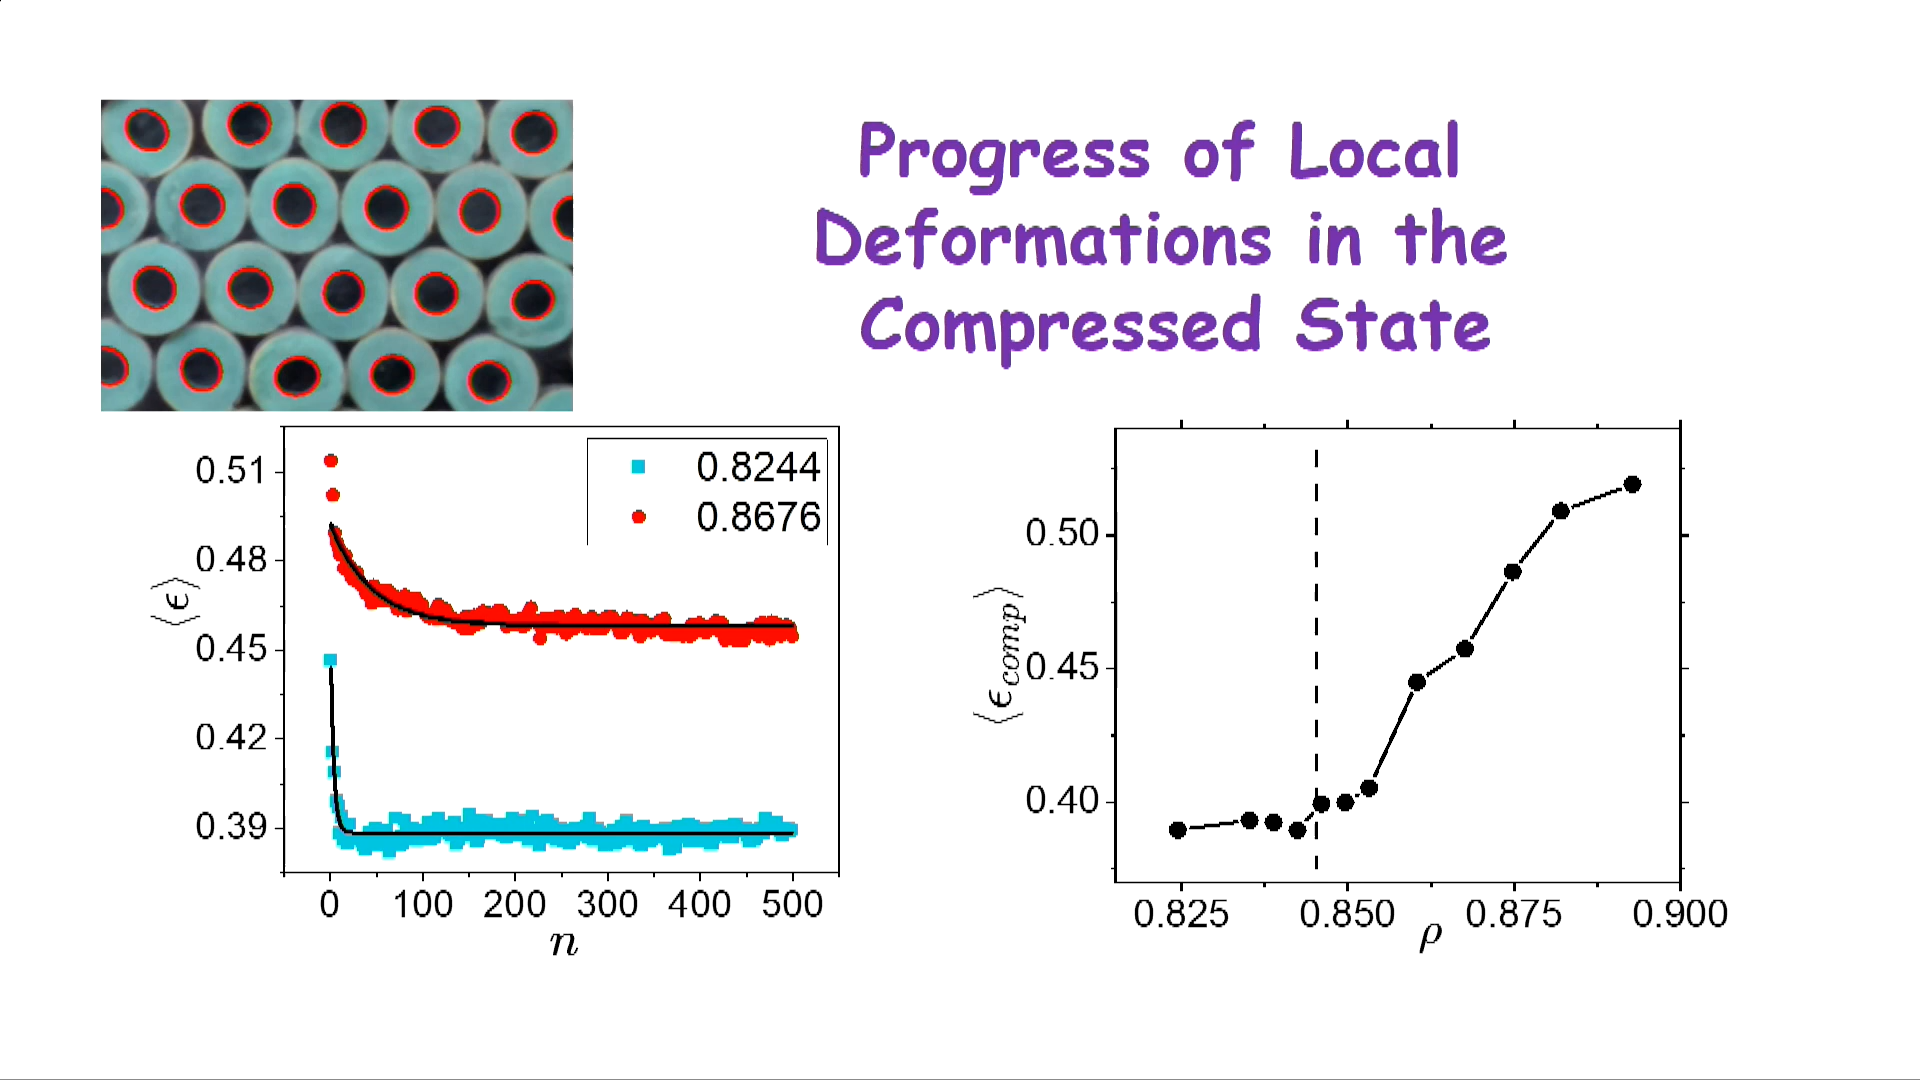 Progress of Local
Deformations in the
Compressed State
0.8244
0.8676
0.51
0.48
0.45
0.42
0.39
⟨ϵ⟩
0 100 200 300 400 500
n
0.50
0.45
0.40
⟨ϵ_comp⟩
0.825 0.850 0.875 0.900
ρ